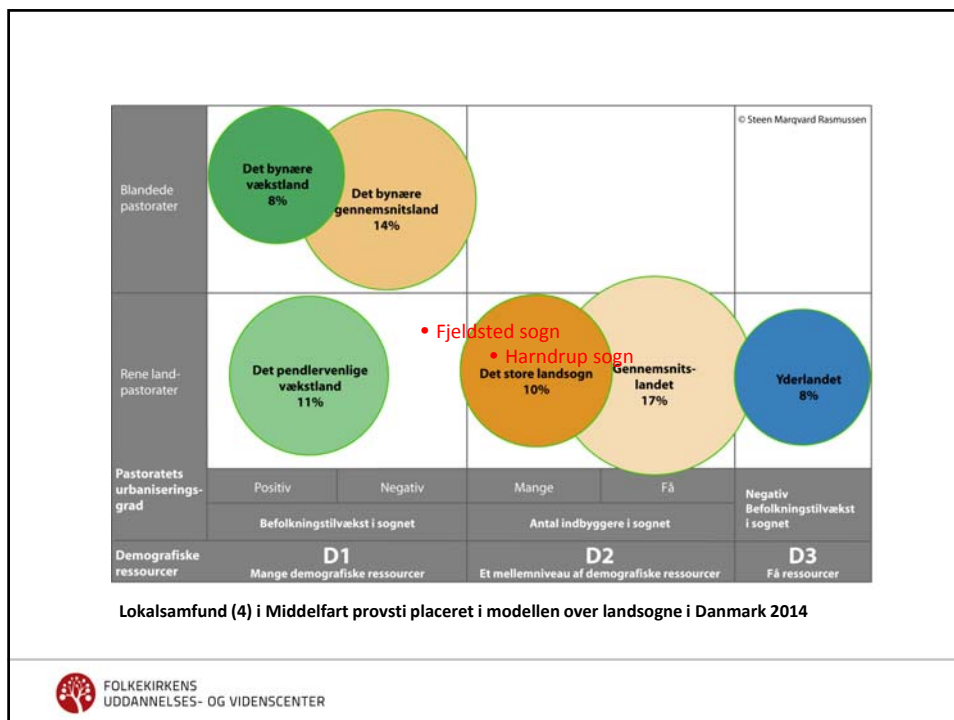 © Steen Marqvard Rasmussen
Blandede
pastorater
Det bynære
vækstland
8%
Det bynære
gennemsnitsland
14%
• Fjeldsted sogn
• Harndrup sogn
Rene land-
pastorater
Det pendlervenlige
vækstland
11%
Det store landsogn
10%
Gennemsnits-
landet
17%
Yderlandet
8%
Pastoratets
urbaniserings-
grad
Positiv
Negativ
Mange
Få
Befolkningstilvækst i sognet
Antal indbyggere i sognet
Negativ
Befolkningstilvækst
i sognet
Demografiske
ressourcer
D1
Mange demografiske ressourcer
D2
Et mellemniveau af demografiske ressourcer
D3
Få ressourcer
Lokalsamfund (4) i Middelfart provsti placeret i modellen over landsogne i Danmark 2014
FOLKEKIRKENS
UDDANNELSES- OG VIDENSCENTER